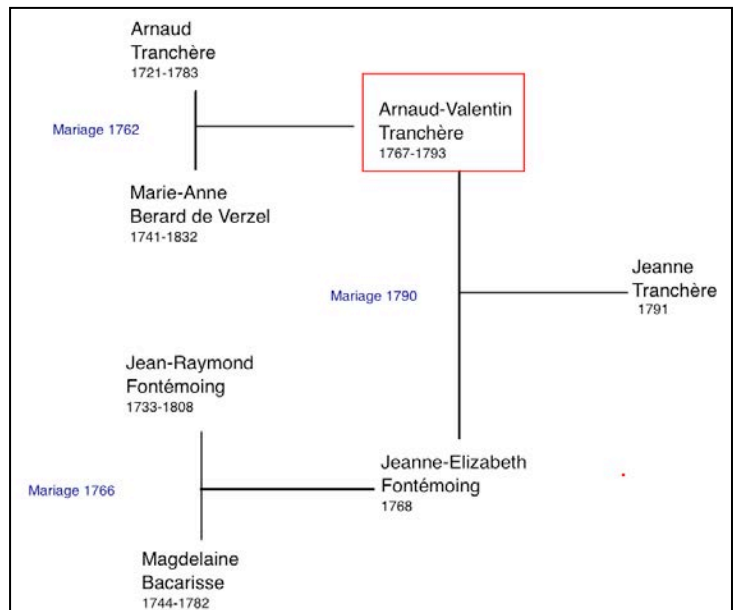 Arnaud
Tranchère
1721-1783
Mariage 1762
Marie-Anne
Berard de Verzel
1741-1832
Arnaud-Valentin
Tranchère
1767-1793
Mariage 1790
Jeanne
Tranchère
1791
Jean-Raymond
Fontémoing
1733-1808
Mariage 1766
Magdelaine
Bacarisse
1744-1782
Jeanne-Elizabeth
Fontémoing
1768